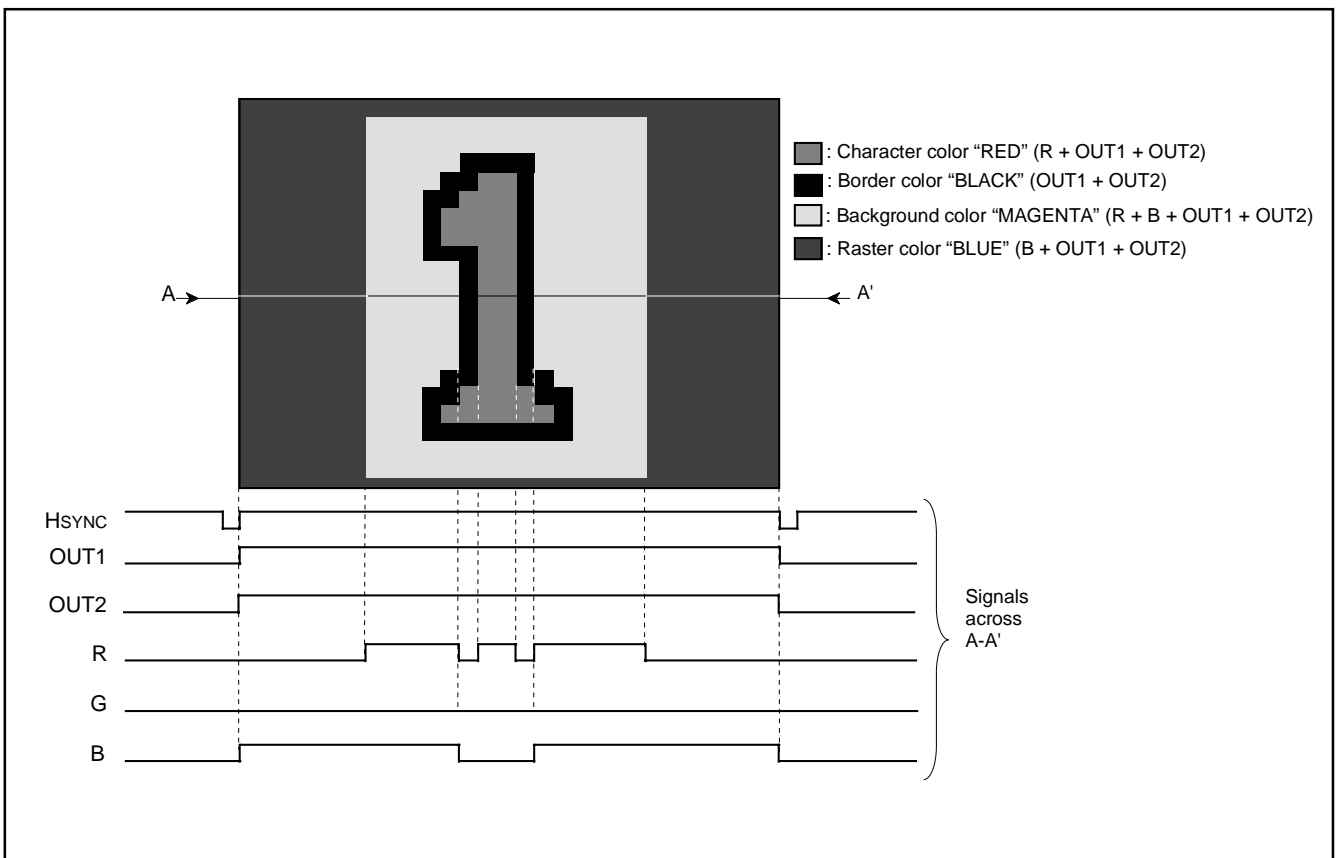 : Character color “RED” (R + OUT1 + OUT2)
: Border color “BLACK” (OUT1 + OUT2)
: Background color “MAGENTA” (R + B + OUT1 + OUT2)
: Raster color “BLUE” (B + OUT1 + OUT2)
A
A'
1
HSYNC
OUT1
OUT2
R
G
B
Signals
across
A-A'